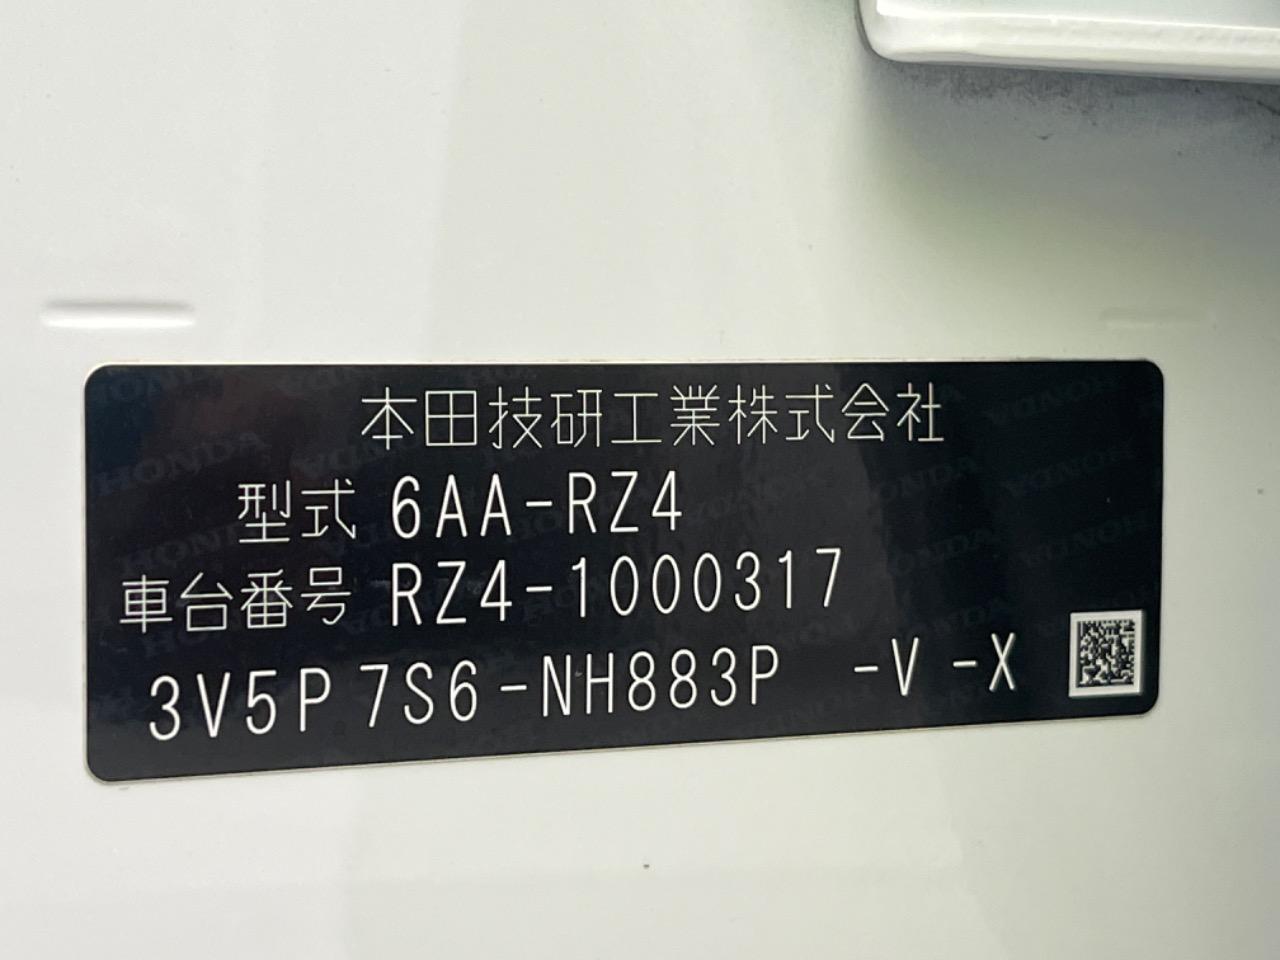 本田技研工業株式会社
型式 6AA-RZ4
車台番号 RZ4-1000317
3V5P 7S6-NH883P -V -X